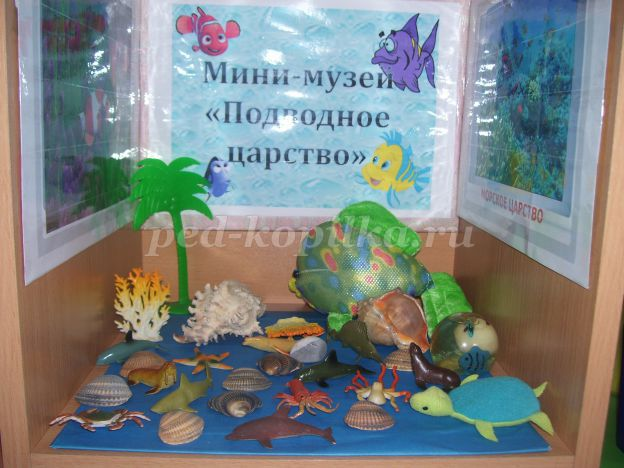 Мини-музей
«Подводное
царство»
МОРСКОЕ ЦАРСТВО
ped-kopilka.ru